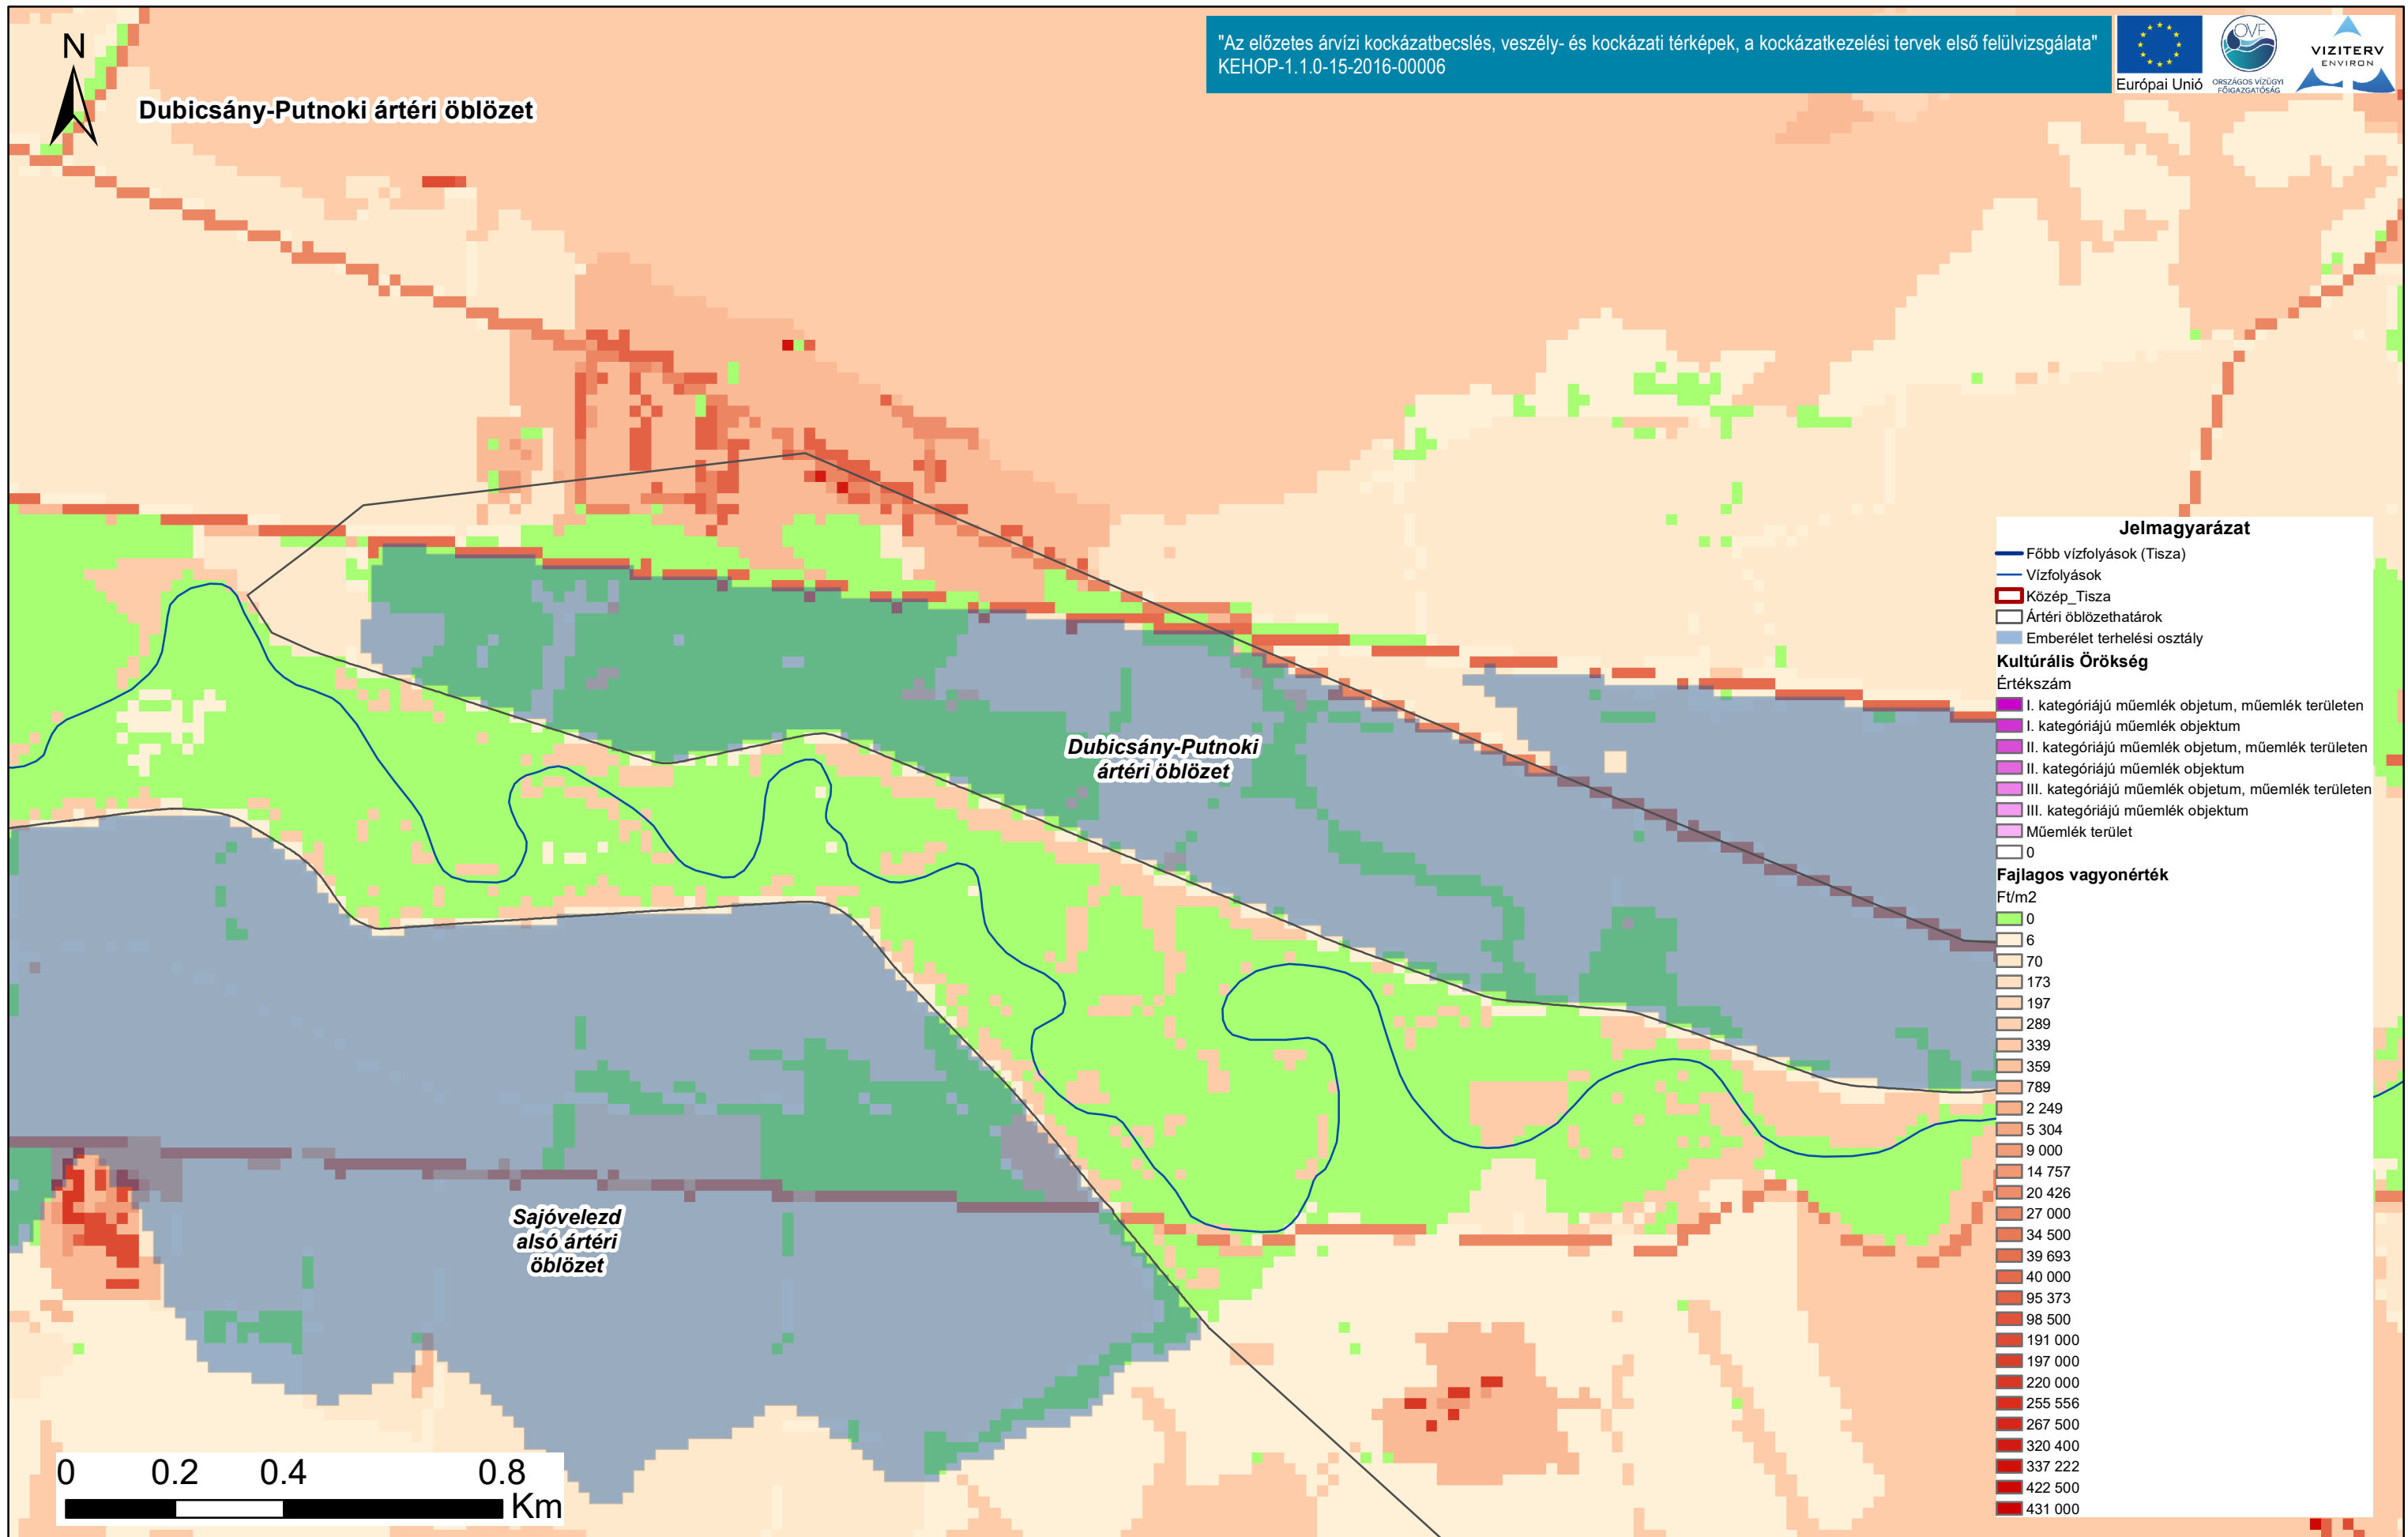 "Az előzetes árvízi kockázatbecslés, veszély- és kockázati térképek, a kockázatkezelési tervek első felülvizsgálata"
KEHOP-1.1.0-15-2016-00006
Európai Unió
OVF
ORSZÁGOS VÍZÜGYI
FŐIGAZGATÓSÁG
VIZITERV
ENVIRON
N
Dubicsány-Putnoki ártéri öblözet
Dubicsány-Putnoki
ártéri öblözet
Sajóvelezd
alsó ártéri
öblözet
Jelmagyarázat
Főbb vízfolyások (Tisza)
Vízfolyások
Közép_Tisza
Ártéri öblözethatárok
Emberélet terhelési osztály
Kultúrális Örökség
Értékszám
I. kategóriájú műemlék objetum, műemlék területen
I. kategóriájú műemlék objektum
II. kategóriájú műemlék objetum, műemlék területen
II. kategóriájú műemlék objektum
III. kategóriájú műemlék objetum, műemlék területen
III. kategóriájú műemlék objektum
Műemlék terület
0
Fajlagos vagyonérték
Ft/m2
0
6
70
173
197
289
339
359
789
2 249
5 304
9 000
14 757
20 426
27 000
34 500
39 693
40 000
95 373
98 500
191 000
197 000
220 000
255 556
267 500
320 400
337 222
422 500
431 000
0 0.2 0.4 0.8
Km